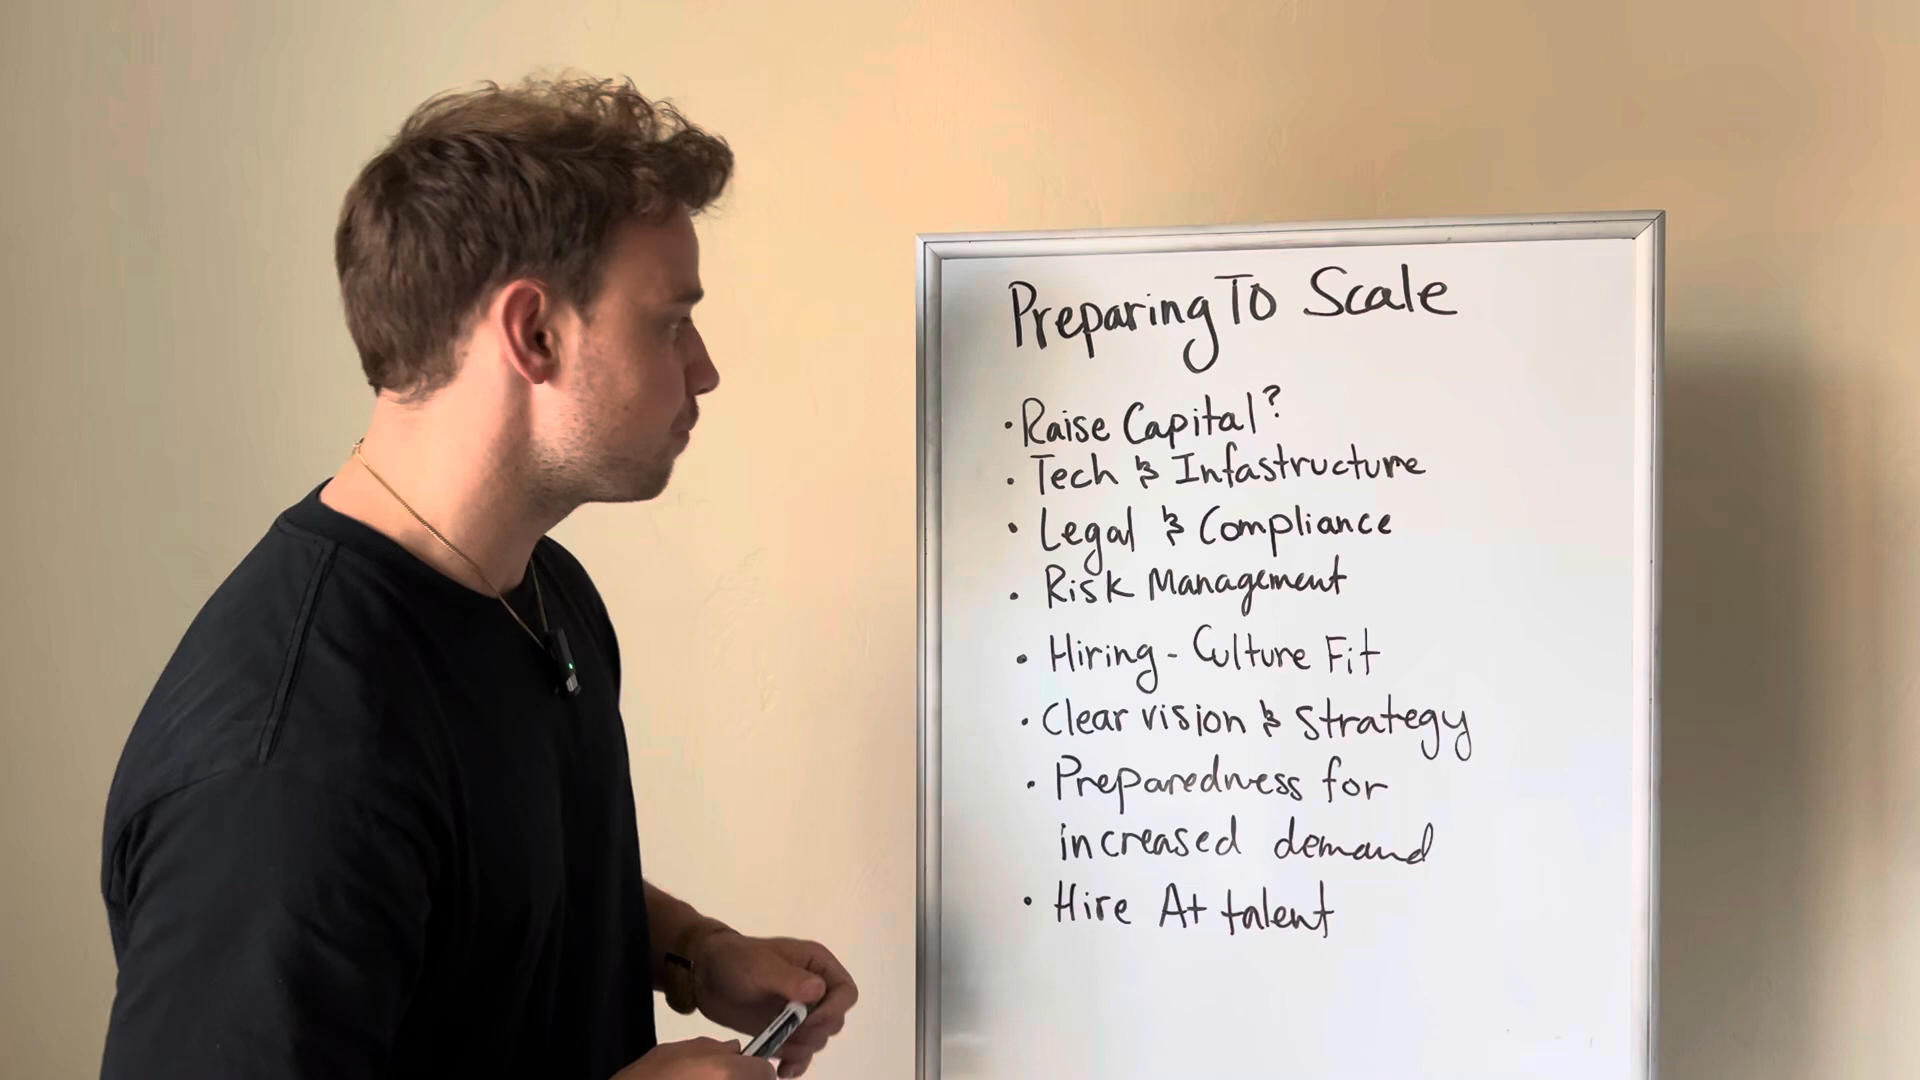 Preparing To Scale
• Raise Capital?
• Tech & Infastructure
• Legal & Compliance
• Risk Management
• Hiring - Culture Fit
• Clear vision & Strategy
• Preparedness for
increased demand
• Hire A+ talent